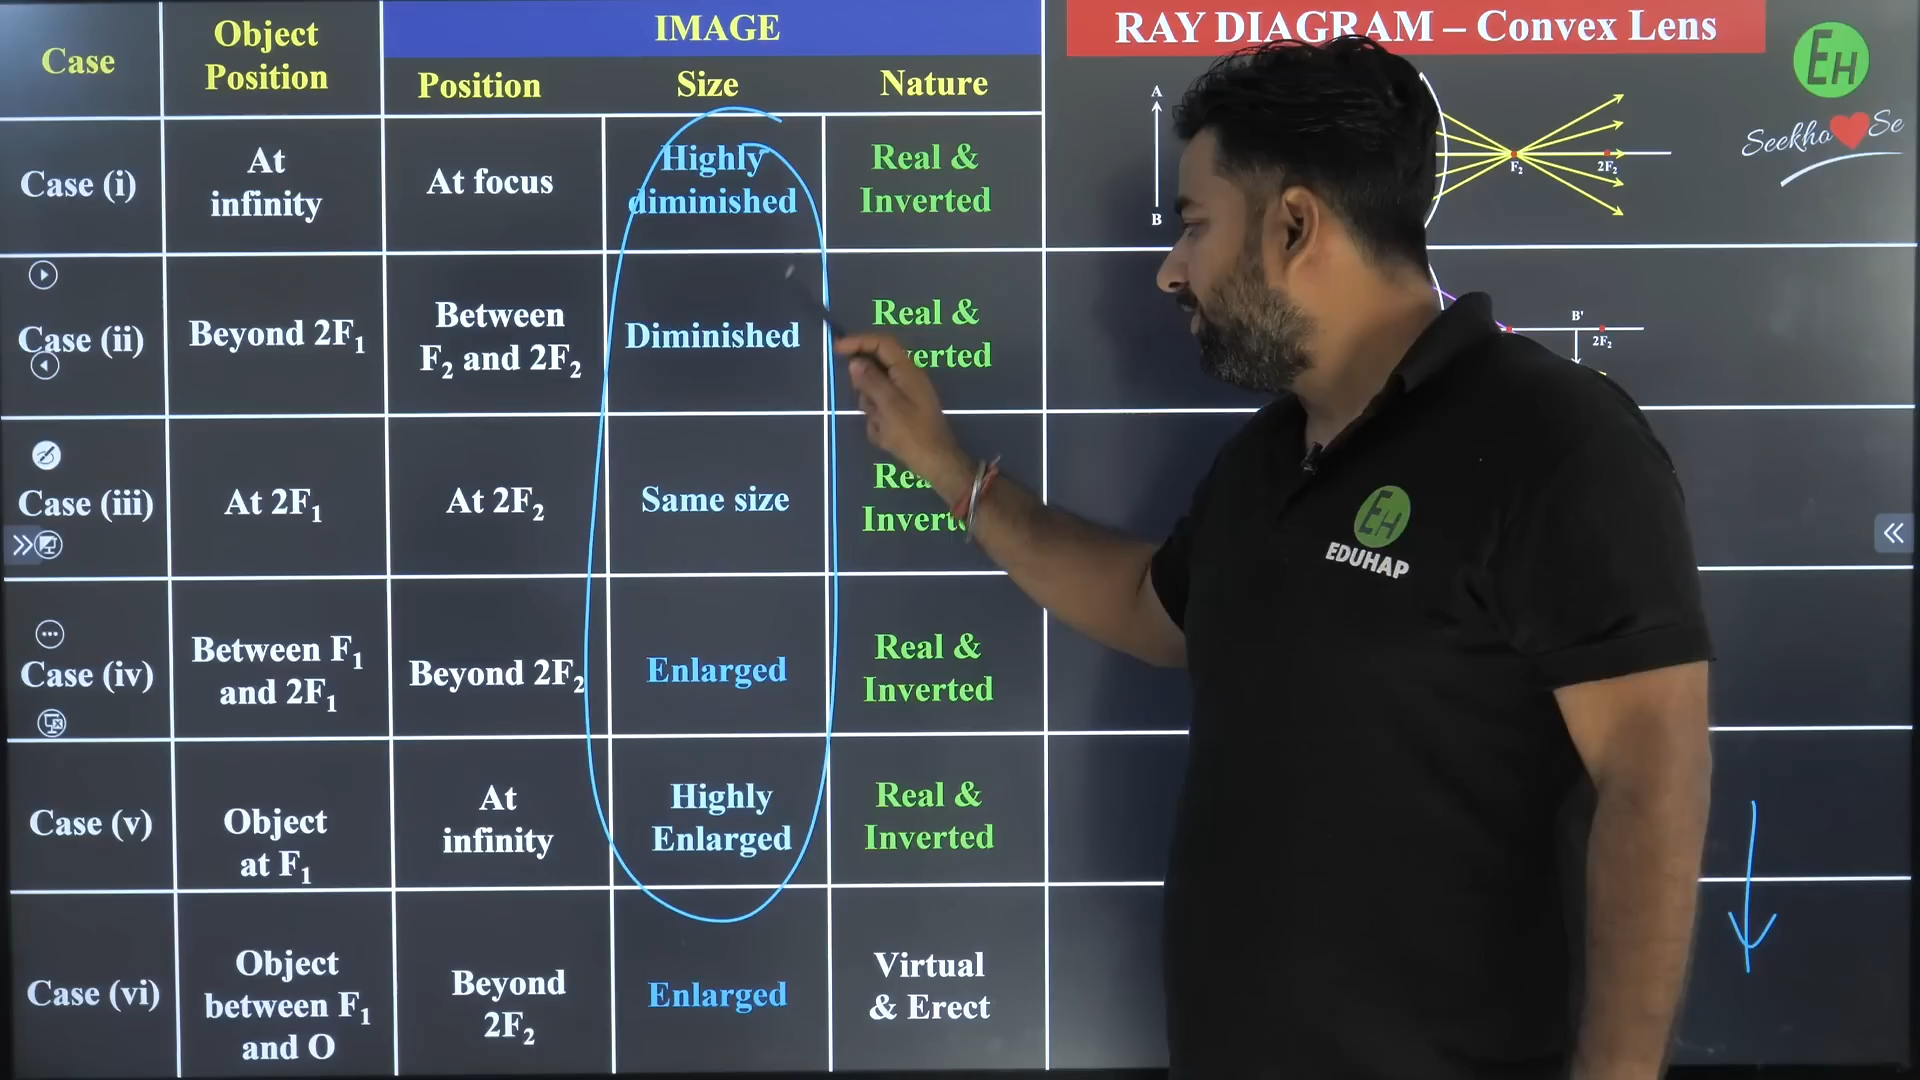 Case
Object
Position
IMAGE
Position
Size
Nature
RAY DIAGRAM – Convex Lens
EH
Seekho Se
Case (i)
At
infinity
At focus
Highly
diminished
Real &
Inverted
A
B
F₂
2F₂
Case (ii)
Beyond 2F₁
Between
F₂ and 2F₂
Diminished
Real &
verted
B'
2F₂
Case (iii)
At 2F₁
At 2F₂
Same size
Case (iv)
Between F₁
and 2F₁
Beyond 2F₂
Enlarged
Real &
Inverted
Case (v)
Object
at F₁
At
infinity
Highly
Enlarged
Real &
Inverted
Case (vi)
Object
between F₁
and O
Beyond
2F₂
Enlarged
Virtual
& Erect
EH
EDUHAP